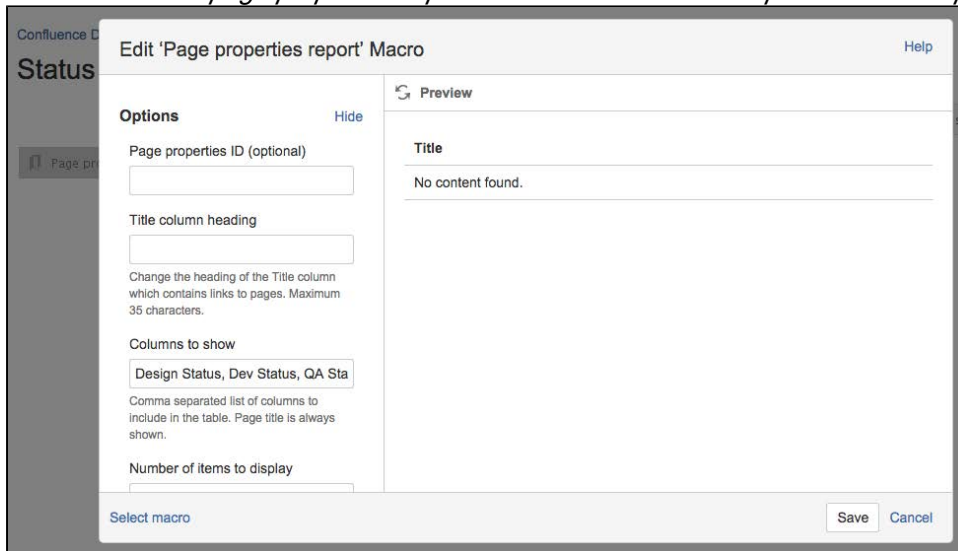 Confluence D
Status
Edit ‘Page properties report’ Macro
Help
Page pro
Options
Hide
Page properties ID (optional)
Title column heading
Change the heading of the Title column
which contains links to pages. Maximum
35 characters.
Columns to show
Design Status, Dev Status, QA Sta
Comma separated list of columns to
include in the table. Page title is always
shown.
Number of items to display
Preview
Title
No content found.
Select macro
Save
Cancel